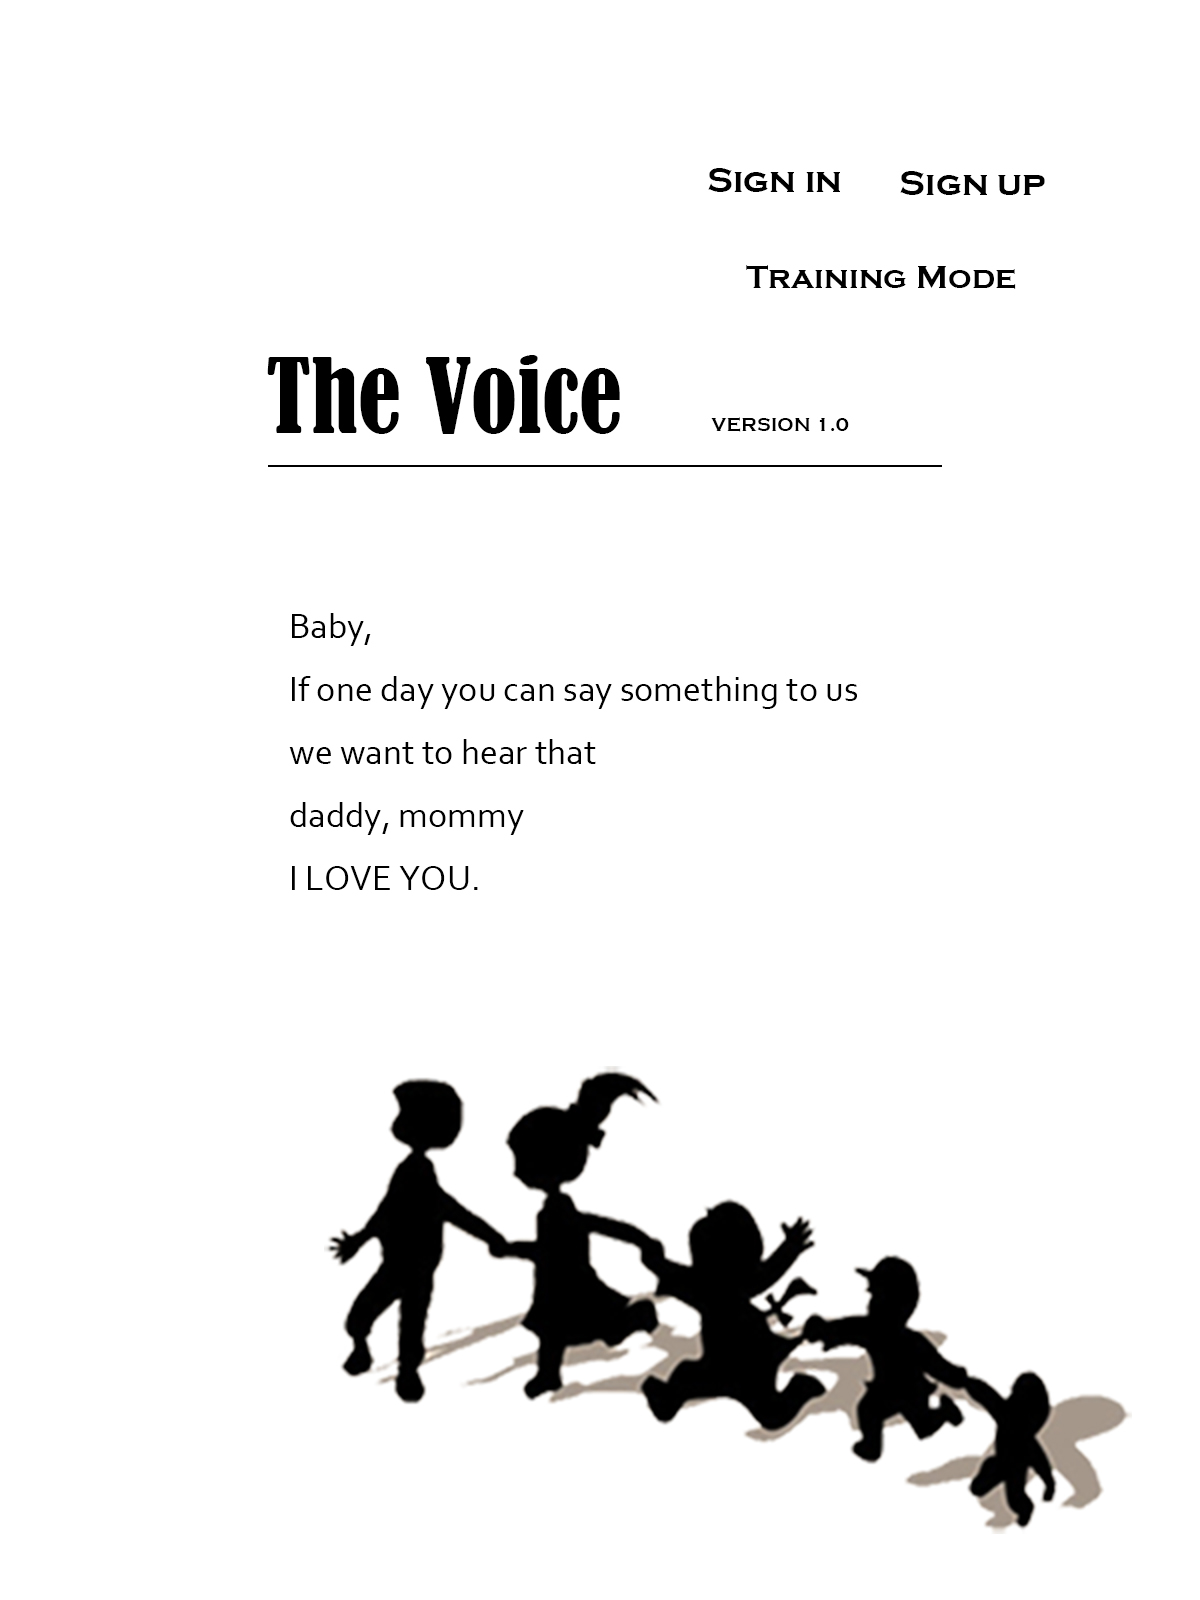 Sign in Sign up
Training Mode
The Voice version 1.0
Baby,
If one day you can say something to us
we want to hear that
daddy, mommy
I LOVE YOU.